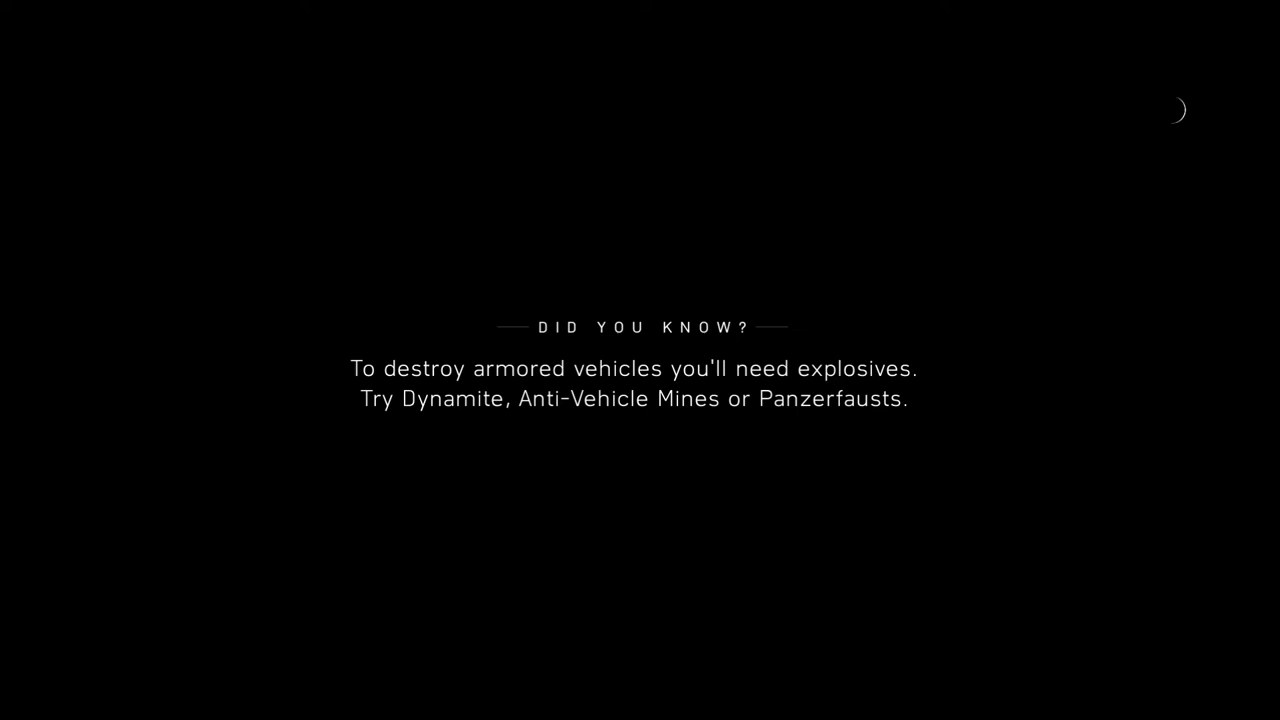 DID YOU KNOW?
To destroy armored vehicles you'll need explosives.
Try Dynamite, Anti-Vehicle Mines or Panzerfausts.